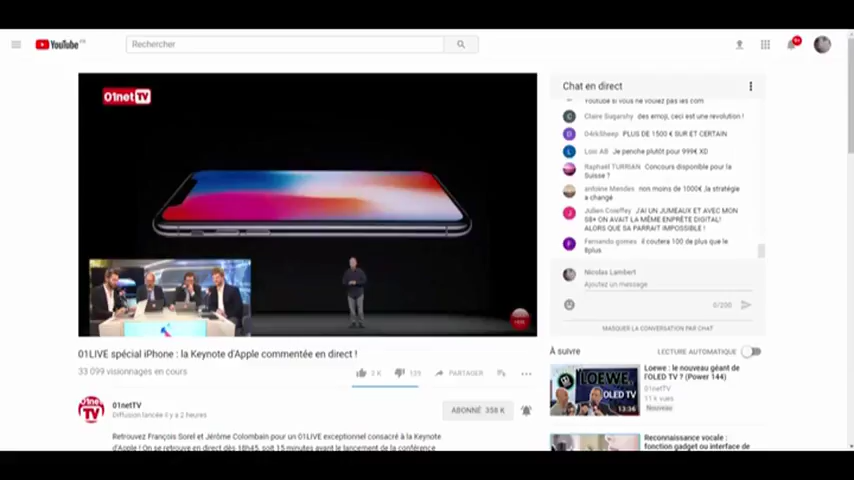 YouTube FR
Rechercher
9+
01net TV
Chat en direct
Youtube si vous ne voulez pas les com
Claire Sugarshy des emoji, ceci est une revolution !
D4rkSheep PLUS DE 1500 € SUR ET CERTAIN
Je penche plutôt pour 999€ XD
Raphaël TURRIAN Concours disponible pour la
Suisse ?
antoine Mendes non moins de 1000€ ,la stratégie
a changé
J'AI UN JUMEAUX ET AVEC MON
S8+ ON AVAIT LA MÊME ENPRÊTE DIGITAL!
ALORS QUE SA PARRAIT IMPOSSIBLE !
Fernando gomes il coutera 100 de plus que le
8plus
Nicolas Lambert
Ajoutez un message
0/200
MASQUER LA CONVERSATION PAR CHAT
01LIVE spécial iPhone : la Keynote d'Apple commentée en direct !
33 099 visionnages en cours
2 K
125
PARTAGER
01netTV
Diffusion lancée il y a 2 heures
ABONNÉ 358 K
Retrouvez François Sorel et Jérôme Colombain pour un 01LIVE exceptionnel consacré à la Keynote
d'Apple ! On se retrouve en direct dès 18h45, soit 15 minutes avant le lancement de la conférence
À suivre
LECTURE AUTOMATIQUE
LOEWE.
OLED TV
13:36
Loewe : le nouveau géant de
l'OLED TV ? (Power 144)
01netTV
11 k vues
Nouveau
Reconnaissance vocale :
fonction gadget ou interface de